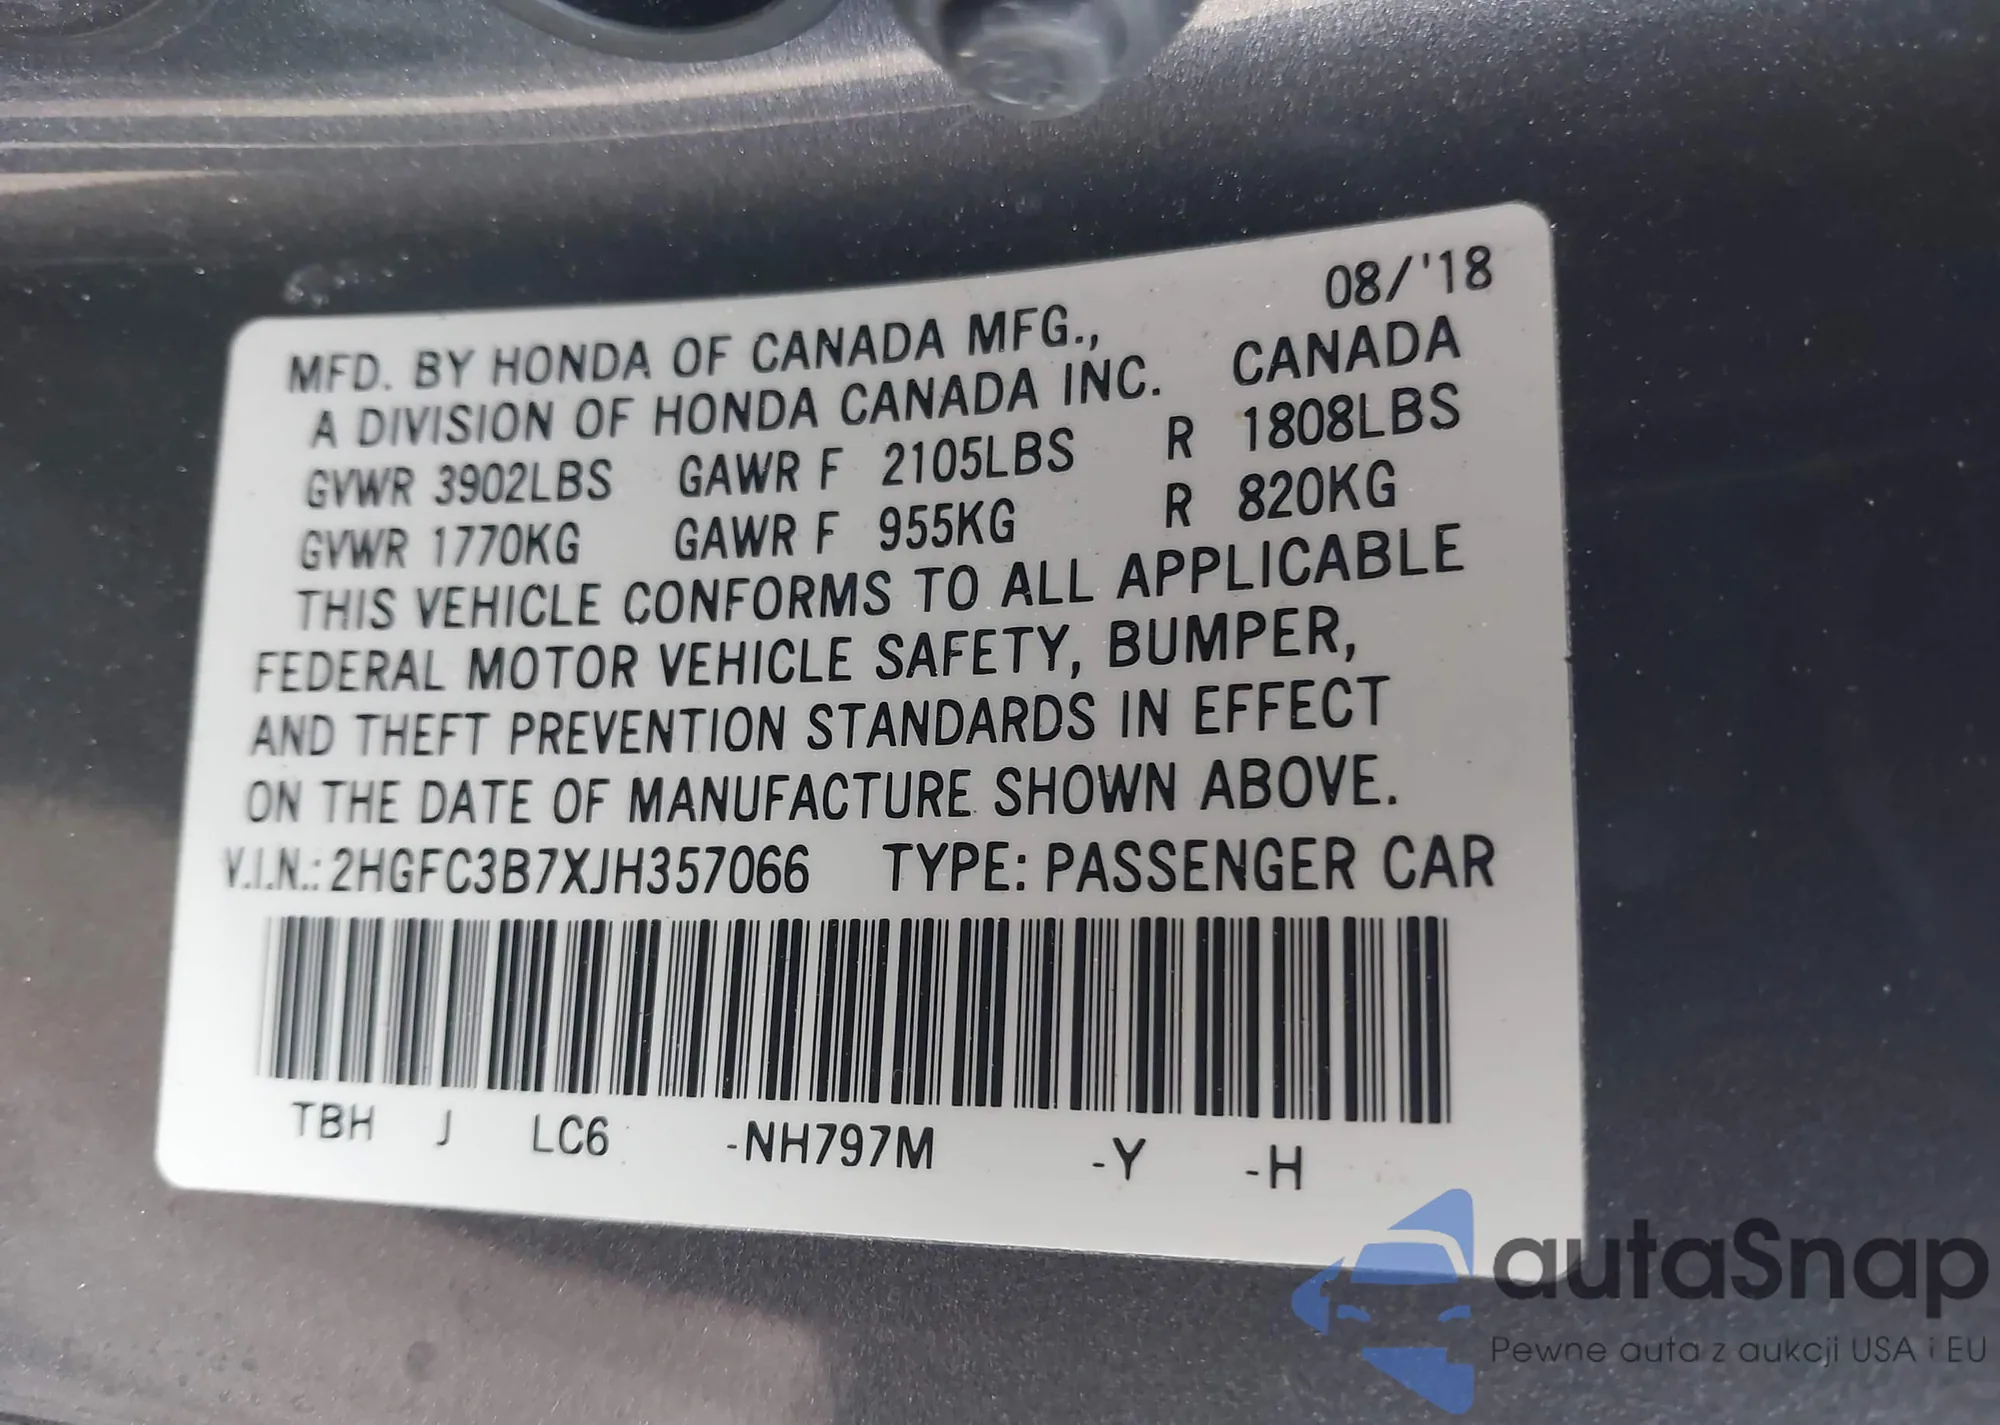 08/'18
MFD. BY HONDA OF CANADA MFG.,
A DIVISION OF HONDA CANADA INC. CANADA
GVWR 3902LBS GAWR F 2105LBS R 1808LBS
GVWR 1770KG GAWR F 955KG R 820KG
THIS VEHICLE CONFORMS TO ALL APPLICABLE
FEDERAL MOTOR VEHICLE SAFETY, BUMPER,
AND THEFT PREVENTION STANDARDS IN EFFECT
ON THE DATE OF MANUFACTURE SHOWN ABOVE.
V.I.N.: 2HGFC3B7XJH357066 TYPE: PASSENGER CAR
TBH J LC6 -NH797M -Y -H
autaSnap
Pewne auta z aukcji USA i EU